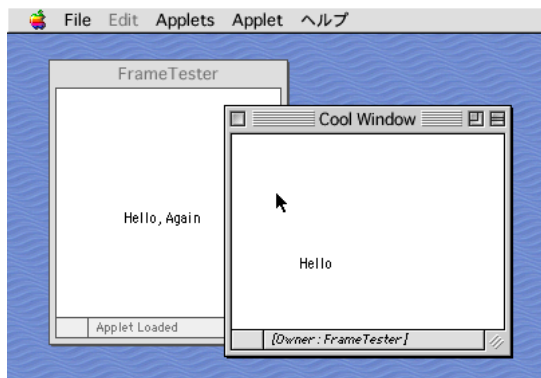 File Edit Applets Applet ヘルプ
FrameTester
Hello, Again
Applet Loaded
Cool Window
Hello
[Owner: FrameTester]